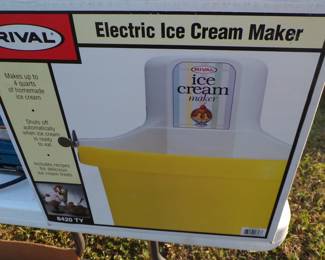 RIVAL
Electric Ice Cream Maker
Makes up to
4 quarts
of homemade
ice cream
Shuts off
automatically
when ice cream
is ready
to eat
Includes recipes
for delicious
ice cream treats
8420 TY
RIVAL
ice
cream
maker